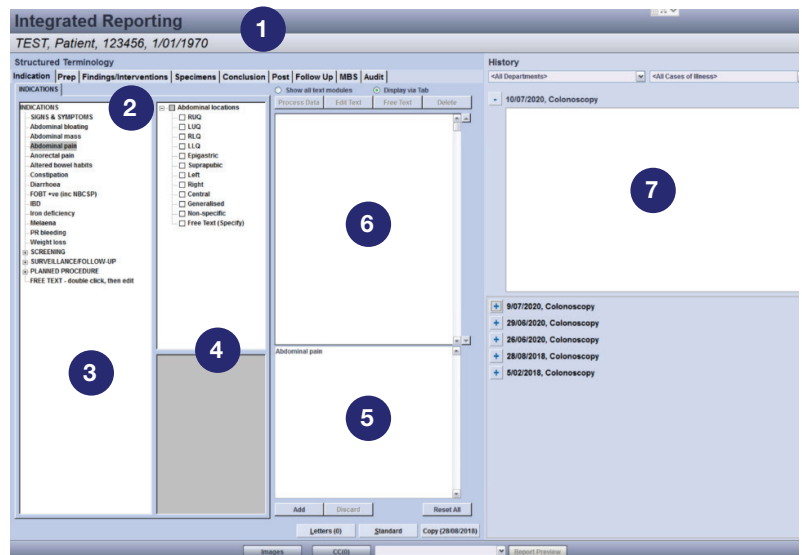 Integrated Reporting
1
TEST, Patient, 123456, 1/01/1970
Structured Terminology
Indication Prep Findings/Interventions Specimens Conclusion Post Follow Up MBS Audit
INDICATIONS
2
INDICATIONS
SIGNS & SYMPTOMS
Abdominal bloating
Abdominal mass
Abdominal pain
Anorectal pain
Altered bowel habits
Constipation
Diarrhoea
FOBT +ve (inc NBCSP)
IBD
Iron deficiency
Melaena
PR bleeding
Weight loss
SCREENING
SURVEILLANCE/FOLLOW-UP
PLANNED PROCEDURE
FREE TEXT - double click, then edit
3
Abdominal locations
RUQ
LUQ
RLQ
LLQ
Epigastric
Suprapubic
Left
Right
Central
Generalised
Non-specific
Free Text (Specify)
4
Show all text modules Display via Tab
Process Data Edit Text Free Text Delete
6
Abdominal pain
5
Add Discard Reset All
Letters (0) Standard Copy (28/08/2018)
History
<All Departments> <All Cases of Illness>
- 10/07/2020, Colonoscopy
7
+ 9/07/2020, Colonoscopy
+ 29/06/2020, Colonoscopy
+ 26/06/2020, Colonoscopy
+ 28/08/2018, Colonoscopy
+ 5/02/2018, Colonoscopy
Images CC(0) Report Preview